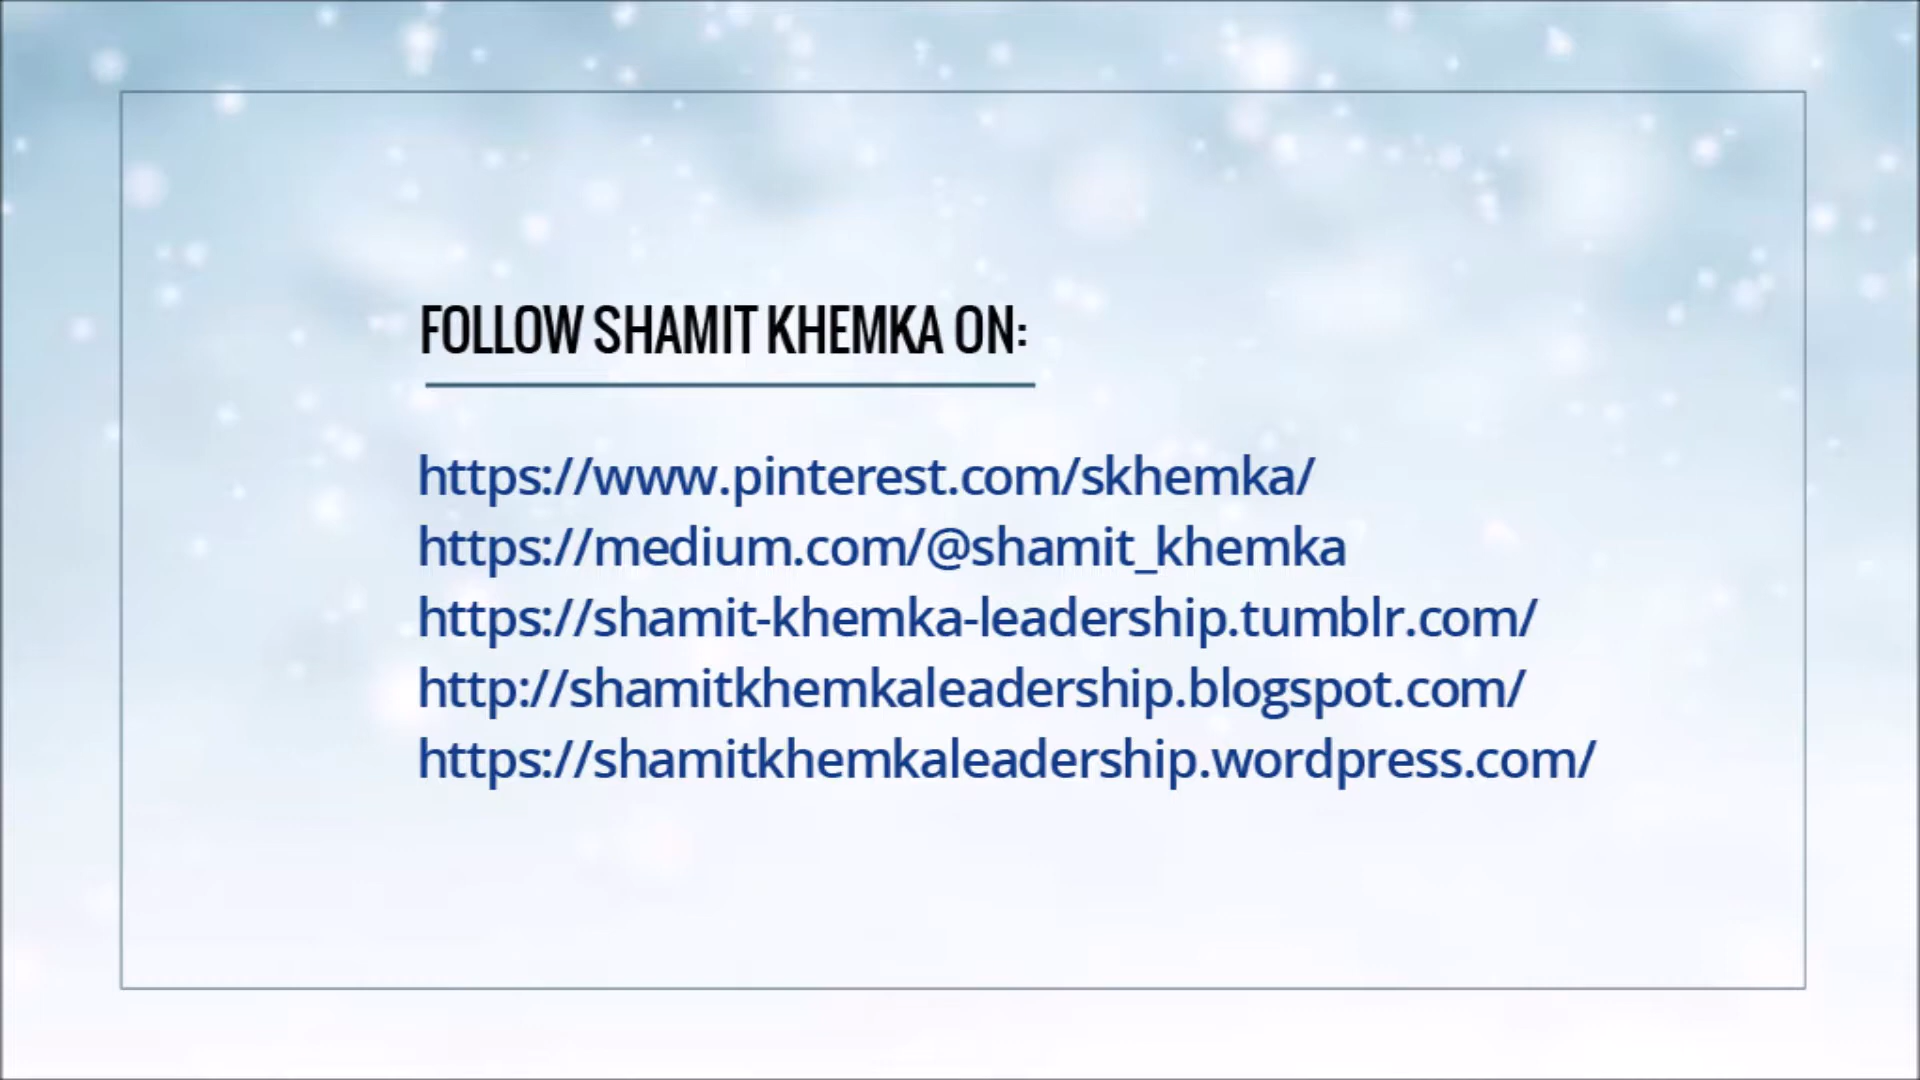 FOLLOW SHAMIT KHEMKA ON:
https://www.pinterest.com/skhemka/
https://medium.com/@shamit_khemka
https://shamit-khemka-leadership.tumblr.com/
http://shamitkhemkaleadership.blogspot.com/
https://shamitkhemkaleadership.wordpress.com/